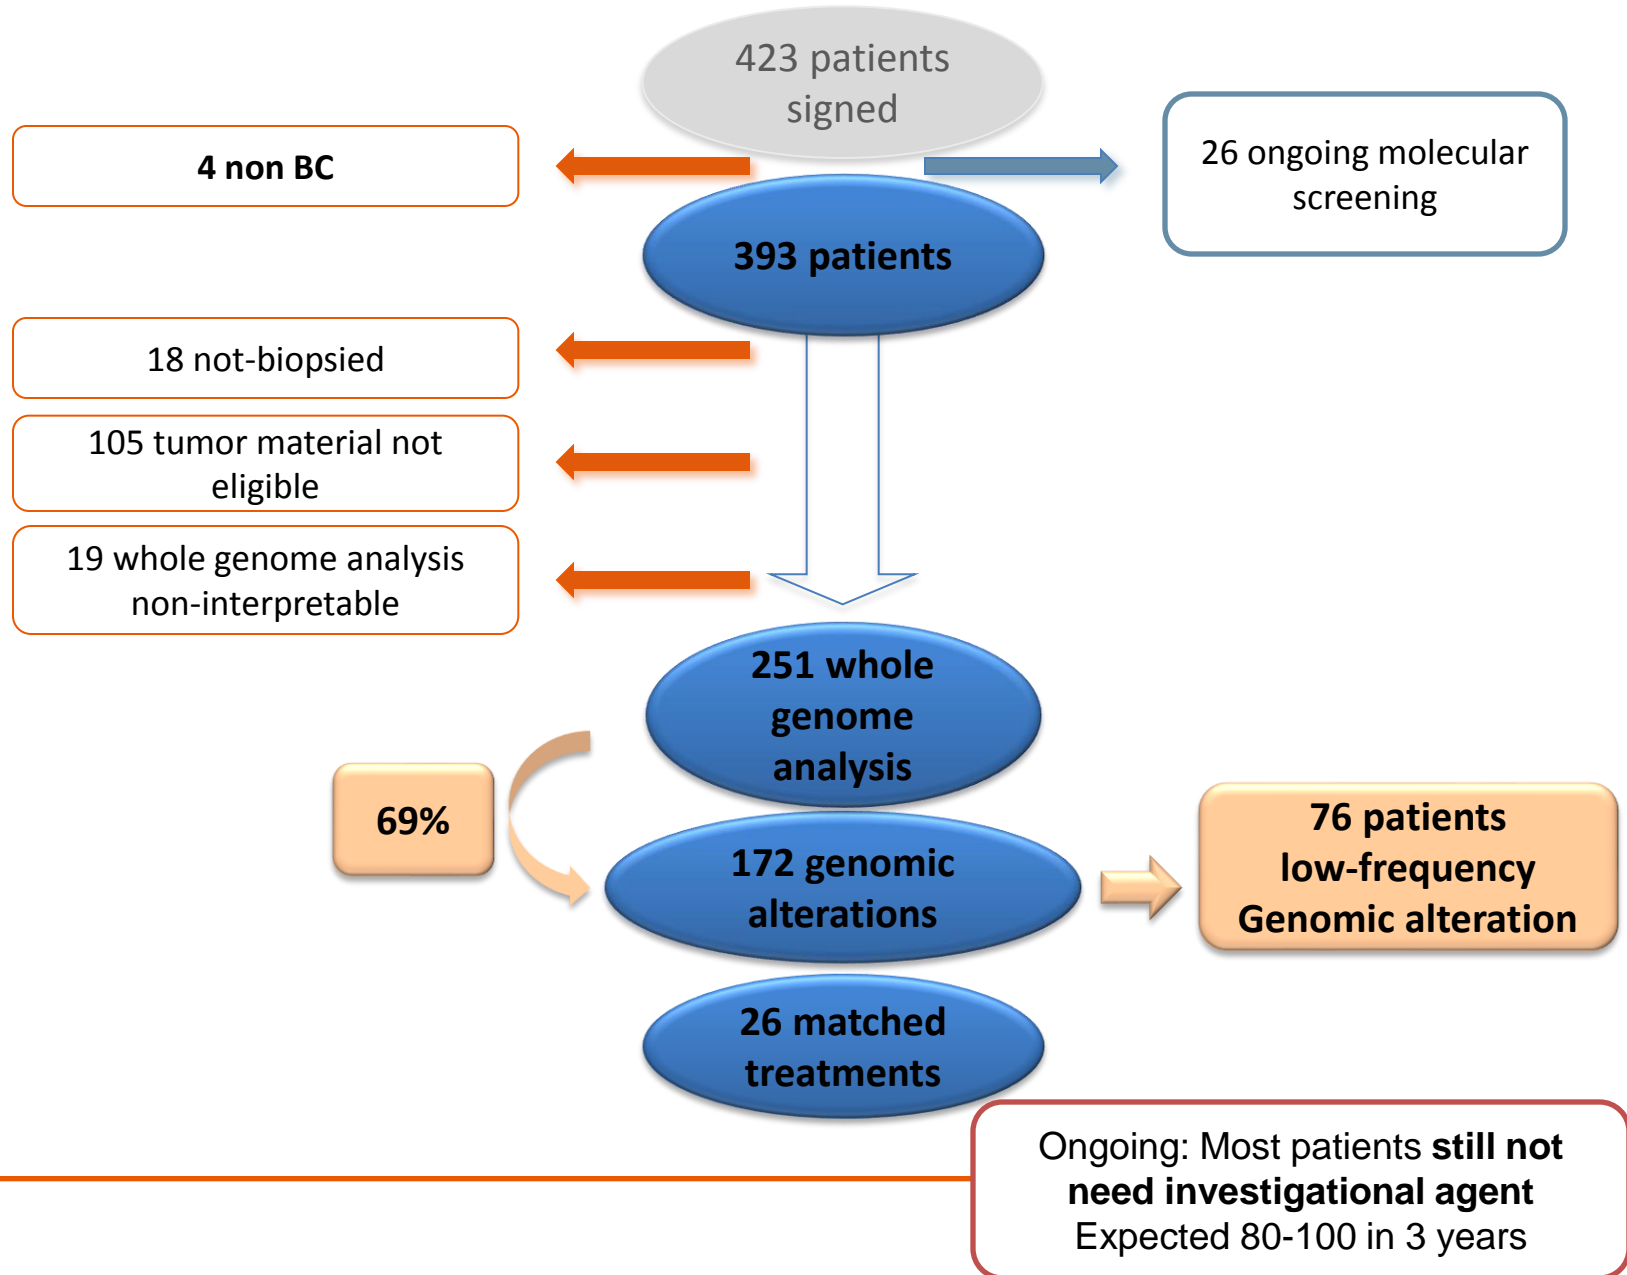 423 patients
signed
4 non BC
26 ongoing molecular
screening
393 patients
18 not-biopsied
105 tumor material not
eligible
19 whole genome analysis
non-interpretable
251 whole
genome
analysis
69%
172 genomic
alterations
76 patients
low-frequency
Genomic alteration
26 matched
treatments
Ongoing: Most patients still not
need investigational agent
Expected 80-100 in 3 years